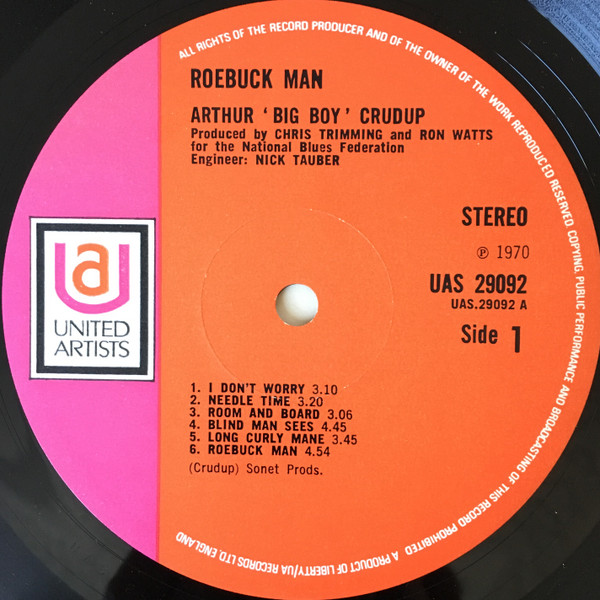 ALL RIGHTS OF THE RECORD PRODUCER AND OF THE OWNER OF THE WORK REPRODUCED RESERVED. COPYING, PUBLIC PERFORMANCE AND BROADCASTING OF THIS RECORD PROHIBITED. A PRODUCT OF LIBERTY/UA RECORDS LTD. ENGLAND
ROEBUCK MAN
ARTHUR ‘BIG BOY’ CRUDUP
Produced by CHRIS TRIMMING and RON WATTS
for the National Blues Federation
Engineer: NICK TAUBER
STEREO
℗ 1970
UAS 29092
UAS.29092 A
Side 1
ua
UNITED
ARTISTS
1. I DON'T WORRY 3.10
2. NEEDLE TIME 3.20
3. ROOM AND BOARD 3.06
4. BLIND MAN SEES 4.45
5. LONG CURLY MANE 3.45
6. ROEBUCK MAN 4.54
(Crudup) Sonet Prods.